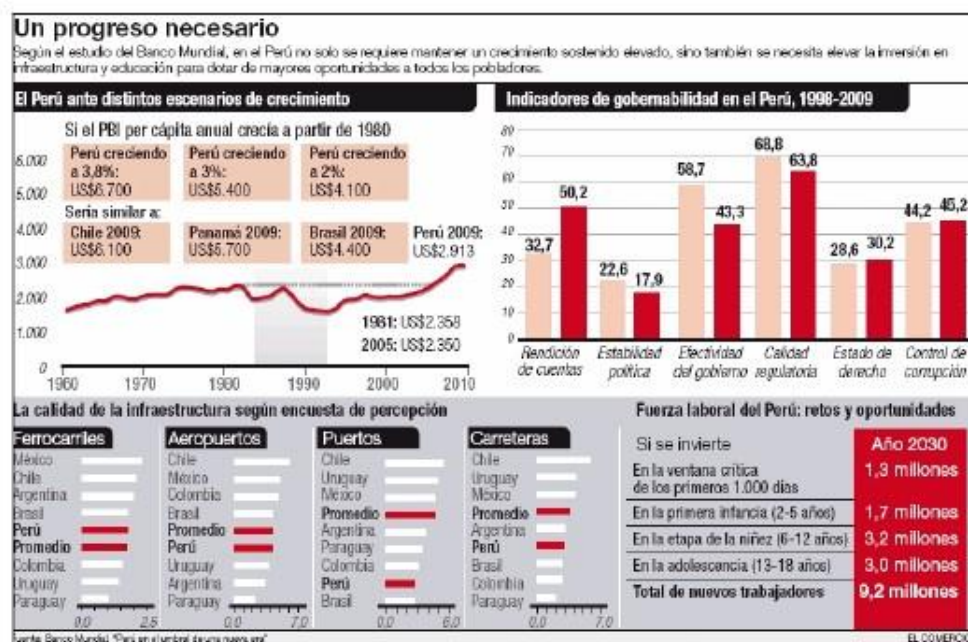 Un progreso necesario
Según el estudio del Banco Mundial, en el Perú no solo se requiere mantener un crecimiento sostenido elevado, sino también se necesita elevar la inversión en
infraestructura y educación para dotar de mayores oportunidades a todos los pobladores.
El Perú ante distintos escenarios de crecimiento
Si el PBI per cápita anual crecía a partir de 1980
Perú creciendo
a 3,8%:
US$6.700
Perú creciendo
a 3%:
US$5.400
Perú creciendo
a 2%:
US$4.100
Sería similar a:
Chile 2009:
US$6.100
Panamá 2009:
US$5.700
Brasil 2009:
US$4.400
Perú 2009:
US$2.913
6.000
5.000
4.000
3.000
2.000
1.000
0
1981: US$2.358
2005: US$2.350
1960 1970 1980 1990 2000 2010
Indicadores de gobernabilidad en el Perú, 1998-2009
80
70
60
50
40
30
20
10
0
32,7 50,2
22,6 17,9
58,7 43,3
68,8 63,8
28,6 30,2
44,2 45,2
Rendición
de cuentas
Estabilidad
política
Efectividad
del gobierno
Calidad
regulatoria
Estado de
derecho
Control de
corrupción
La calidad de la infraestructura según encuesta de percepción
Ferrocarriles
México
Chile
Argentina
Brasil
Perú
Promedio
Colombia
Uruguay
Paraguay
0,0 2,5
Aeropuertos
Chile
México
Colombia
Brasil
Promedio
Perú
Uruguay
Argentina
Paraguay
0,0 7,0
Puertos
Chile
Uruguay
México
Promedio
Argentina
Paraguay
Colombia
Perú
Brasil
0,0 6,0
Carreteras
Chile
Uruguay
México
Promedio
Argentina
Perú
Brasil
Colombia
Paraguay
0,0 7,0
Fuerza laboral del Perú: retos y oportunidades
Si se invierte Año 2030
En la ventana crítica
de los primeros 1.000 días 1,3 millones
En la primera infancia (2-5 años) 1,7 millones
En la etapa de la niñez (6-12 años) 3,2 millones
En la adolescencia (13-18 años) 3,0 millones
Total de nuevos trabajadores 9,2 millones
Fuente: Banco Mundial, "Perú en el umbral de una nueva era"
EL COMERCIO